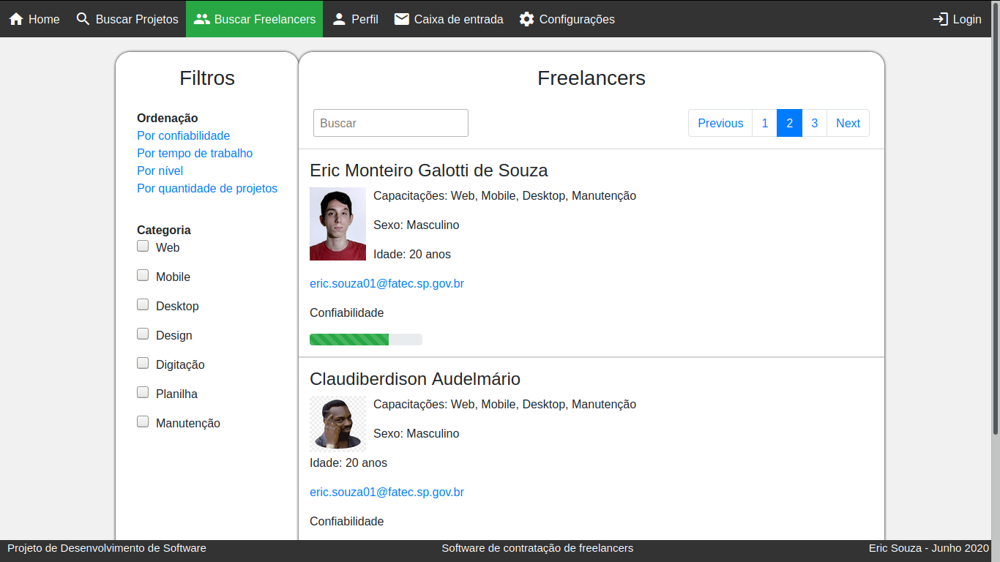 Home Buscar Projetos Buscar Freelancers Perfil Caixa de entrada Configurações Login
Filtros
Ordenação
Por confiabilidade
Por tempo de trabalho
Por nível
Por quantidade de projetos
Categoria
Web
Mobile
Desktop
Design
Digitação
Planilha
Manutenção
Freelancers
Buscar
Previous 1 2 3 Next
Eric Monteiro Galotti de Souza
Capacitações: Web, Mobile, Desktop, Manutenção
Sexo: Masculino
Idade: 20 anos
eric.souza01@fatec.sp.gov.br
Confiabilidade
Claudiberdison Audelmário
Capacitações: Web, Mobile, Desktop, Manutenção
Sexo: Masculino
Idade: 20 anos
eric.souza01@fatec.sp.gov.br
Confiabilidade
Projeto de Desenvolvimento de Software Software de contratação de freelancers Eric Souza - Junho 2020